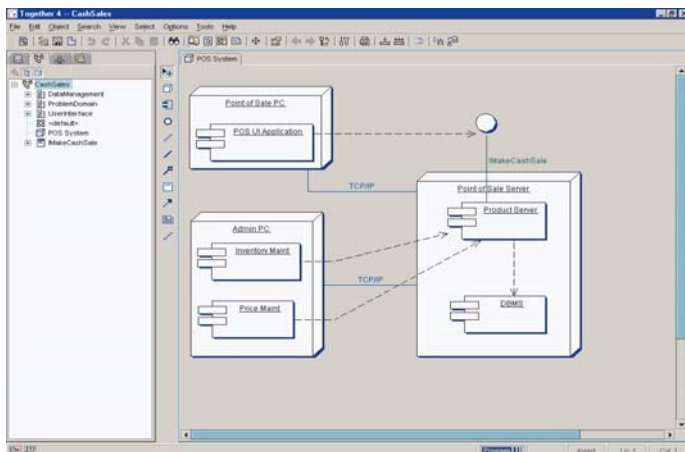 Together 4 -- CashSales
File Edit Object Search View Select Options Tools Help
POS System
CashSales
DataManagement
ProblemDomain
UserInterface
<default>
POS System
IMakeCashSale
Point of Sale PC
POS UI Application
IMakeCashSale
TCP/IP
Point of Sale Server
Product Server
Admin PC
Inventory Maint
TCP/IP
Price Maint
DBMS
Insert